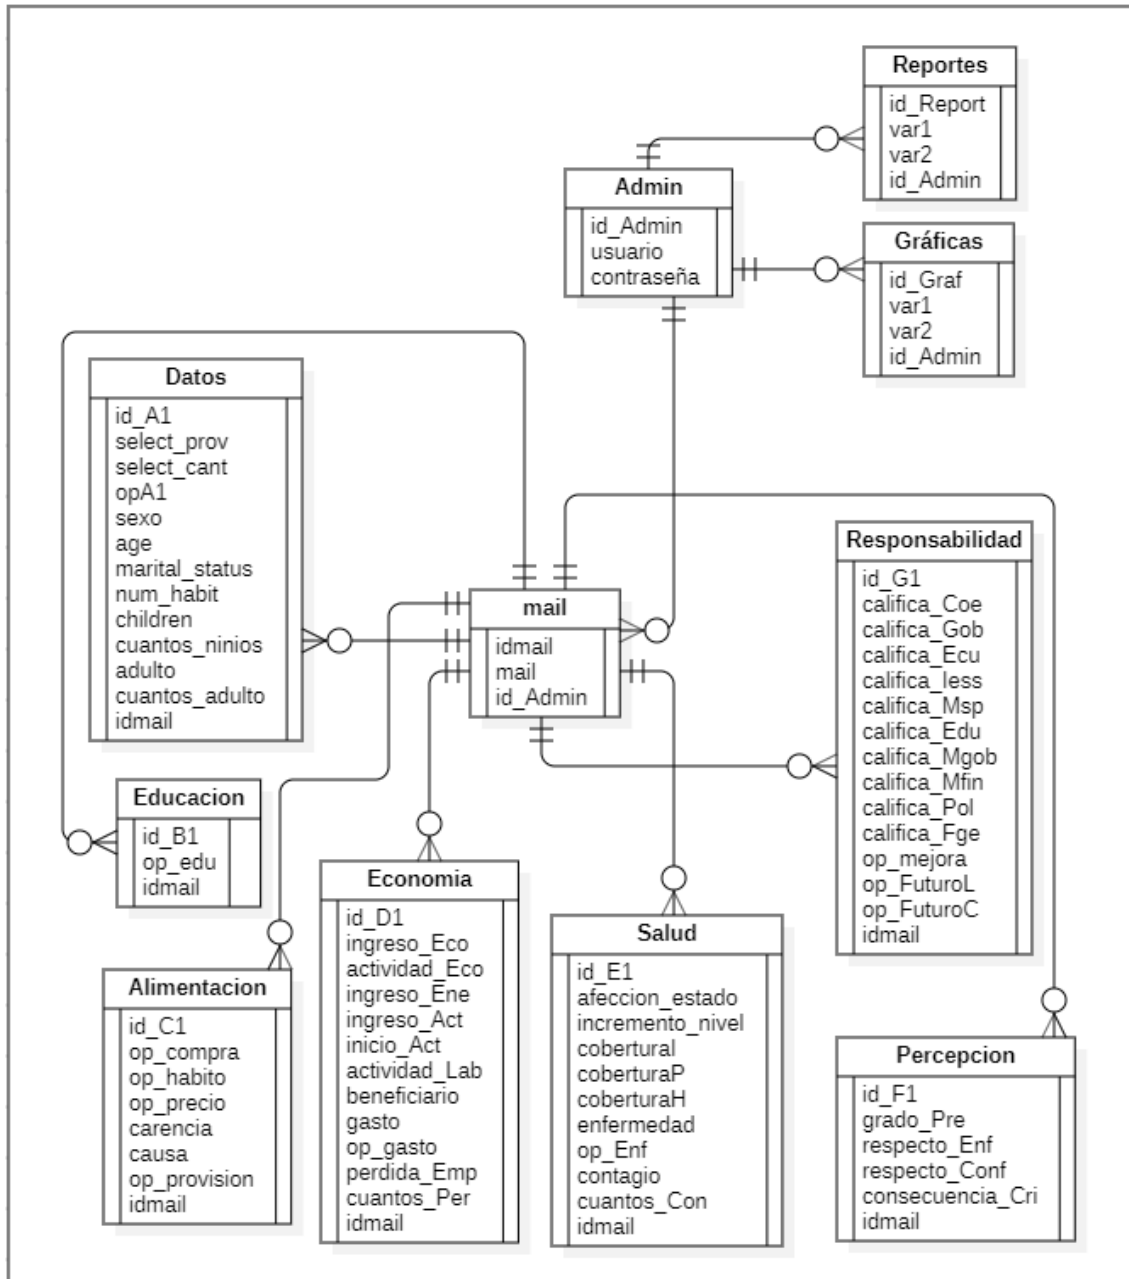 Reportes
id_Report
var1
var2
id_Admin
Admin
id_Admin
usuario
contraseña
Gráficas
id_Graf
var1
var2
id_Admin
Datos
id_A1
select_prov
select_cant
opA1
sexo
age
marital_status
num_habit
children
cuantos_ninios
adulto
cuantos_adulto
idmail
mail
idmail
mail
id_Admin
Responsabilidad
id_G1
califica_Coe
califica_Gob
califica_Ecu
califica_Iess
califica_Msp
califica_Edu
califica_Mgob
califica_Mfin
califica_Pol
califica_Fge
op_mejora
op_FuturoL
op_FuturoC
idmail
Educacion
id_B1
op_edu
idmail
Alimentacion
id_C1
op_compra
op_habito
op_precio
carencia
causa
op_provision
idmail
Economia
id_D1
ingreso_Eco
actividad_Eco
ingreso_Ene
ingreso_Act
inicio_Act
actividad_Lab
beneficiario
gasto
op_gasto
perdida_Emp
cuantos_Per
idmail
Salud
id_E1
afeccion_estado
incremento_nivel
coberturaI
coberturaP
coberturaH
enfermedad
op_Enf
contagio
cuantos_Con
idmail
Percepcion
id_F1
grado_Pre
respecto_Enf
respecto_Conf
consecuencia_Cri
idmail